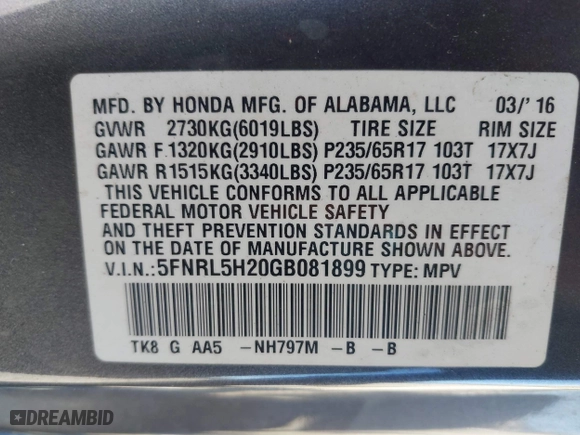 MFD. BY HONDA MFG. OF ALABAMA, LLC 03/'16
GVWR 2730KG(6019LBS) TIRE SIZE RIM SIZE
GAWR F 1320KG(2910LBS) P235/65R17 103T 17X7J
GAWR R 1515KG(3340LBS) P235/65R17 103T 17X7J
THIS VEHICLE CONFORMS TO ALL APPLICABLE
FEDERAL MOTOR VEHICLE SAFETY
AND THEFT PREVENTION STANDARDS IN EFFECT
ON THE DATE OF MANUFACTURE SHOWN ABOVE.
V.I.N.:5FNRL5H20GB081899 TYPE: MPV
TK8 G AA5 -NH797M -B -B
DREAMBID